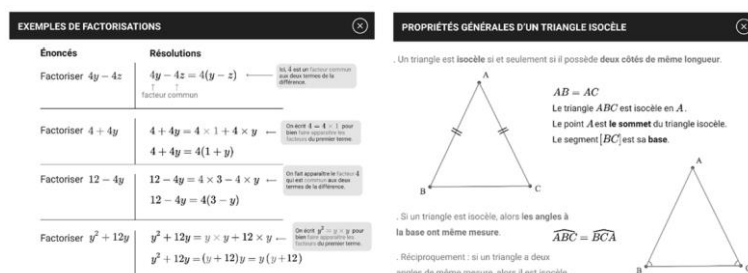 EXEMPLES DE FACTORISATIONS
Énoncés Résolutions
Factoriser 4y − 4z
4y − 4z = 4(y − z) ←
Ici, 4 est un facteur commun
aux deux termes de la
différence.
↑ ↑
facteur commun
Factoriser 4 + 4y
4 + 4y = 4 × 1 + 4 × y ←
On écrit 4 = 4 × 1 pour
bien faire apparaître les
facteurs du premier terme.
4 + 4y = 4(1 + y)
Factoriser 12 − 4y
12 − 4y = 4 × 3 − 4 × y ←
On fait apparaître le facteur 4
qui est commun aux deux
termes de la différence.
12 − 4y = 4(3 − y)
Factoriser y² + 12y
y² + 12y = y × y + 12 × y ←
On écrit y² = y × y pour
bien faire apparaître les
facteurs du premier terme.
y² + 12y = (y + 12)y = y(y + 12)
PROPRIÉTÉS GÉNÉRALES D'UN TRIANGLE ISOCÈLE
. Un triangle est isocèle si et seulement si il possède deux côtés de même longueur.
A
B
C
AB = AC
Le triangle ABC est isocèle en A.
Le point A est le sommet du triangle isocèle.
Le segment [BC] est sa base.
. Si un triangle est isocèle, alors les angles à
la base ont même mesure.
\widehat{ABC} = \widehat{BCA}
. Réciproquement : si un triangle a deux
angles de même mesure, alors il est isocèle
A
B
C